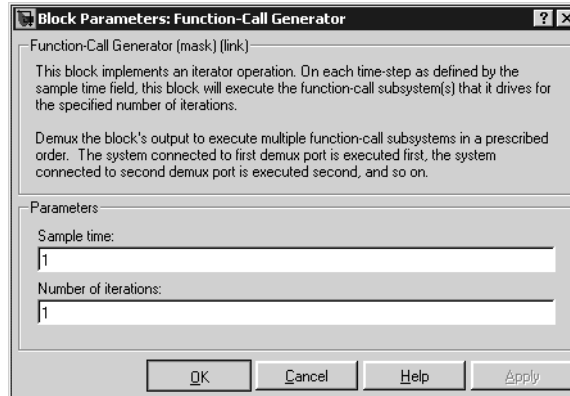 Block Parameters: Function-Call Generator
Function-Call Generator (mask) (link)
This block implements an iterator operation. On each time-step as defined by the
sample time field, this block will execute the function-call subsystem(s) that it drives for
the specified number of iterations.
Demux the block's output to execute multiple function-call subsystems in a prescribed
order. The system connected to first demux port is executed first, the system
connected to second demux port is executed second, and so on.
Parameters
Sample time:
1
Number of iterations:
1
OK Cancel Help Apply